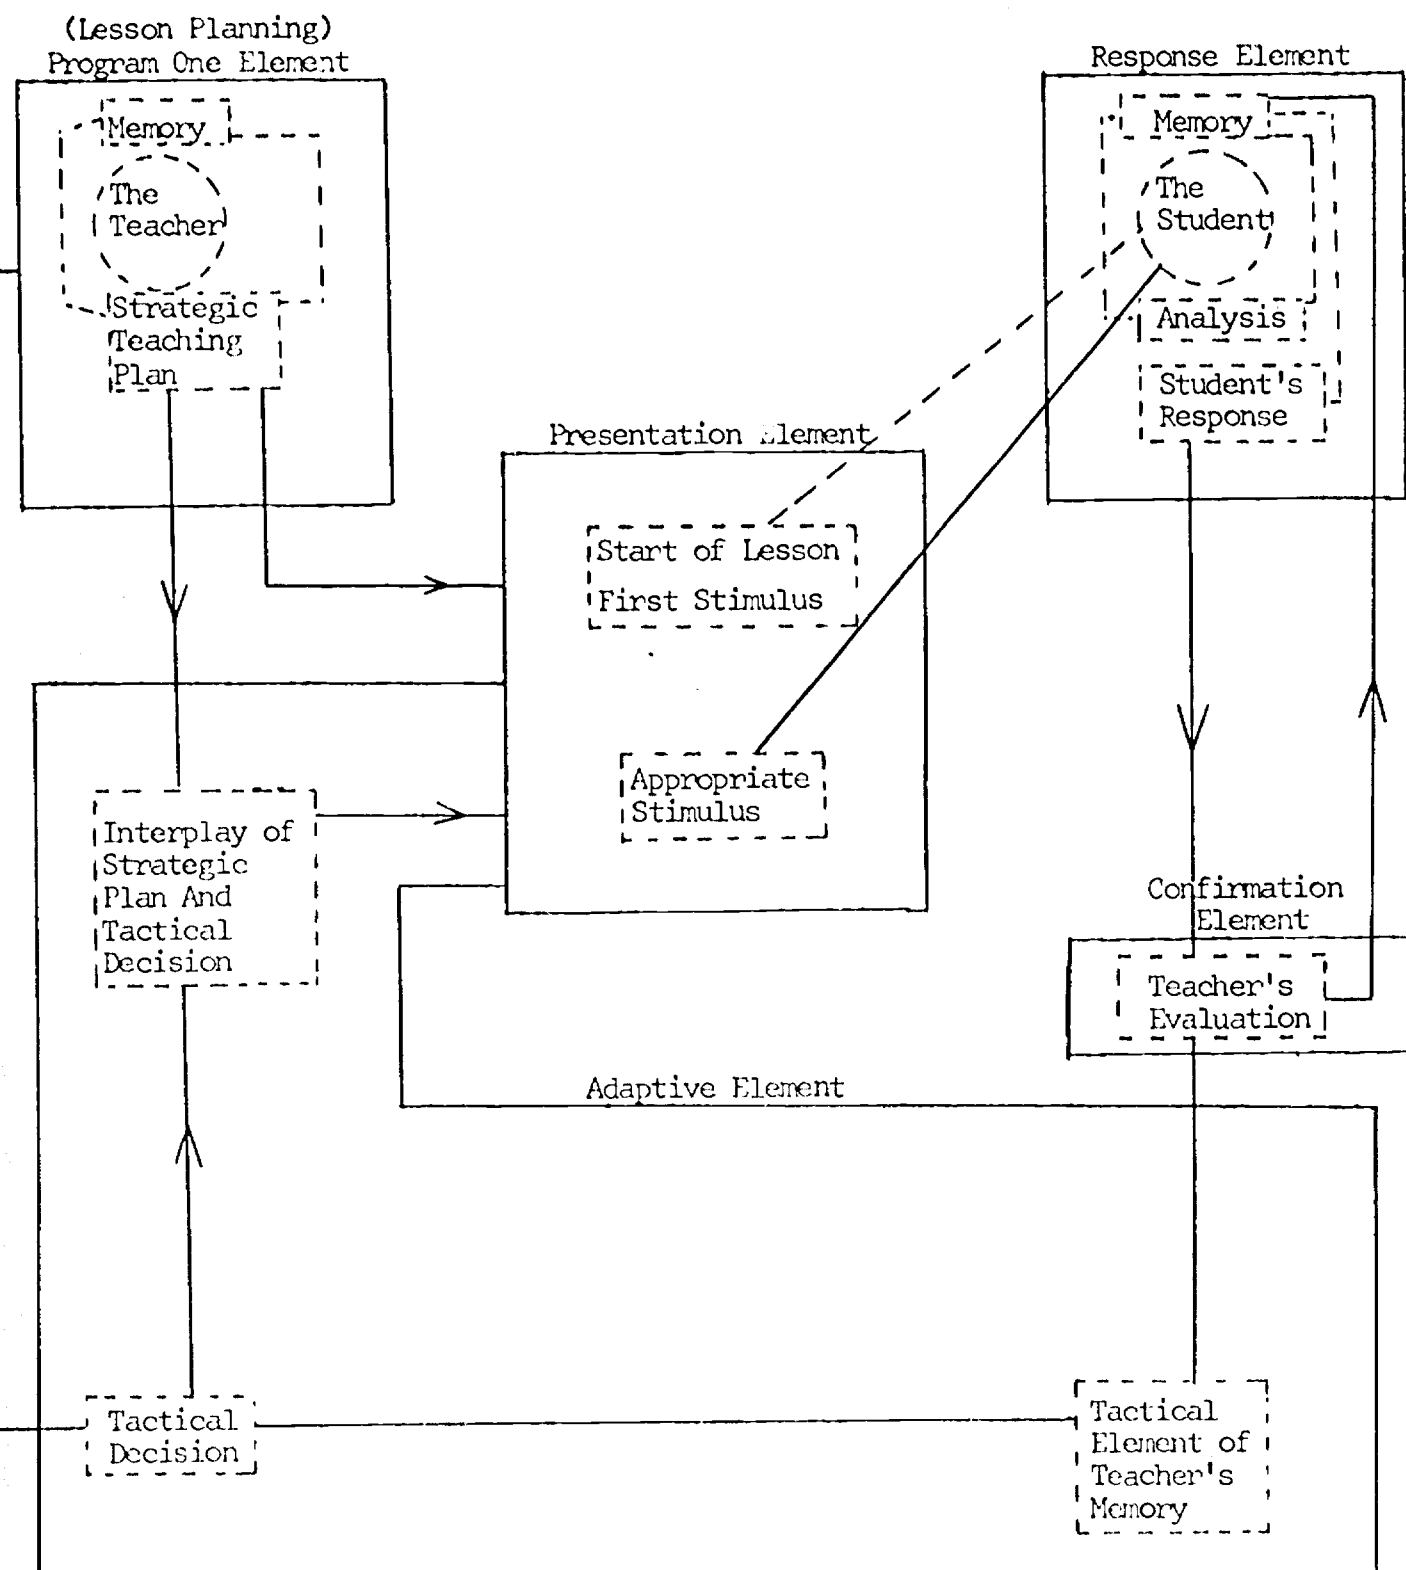 (Lesson Planning)
Program One Element
Memory
The
Teacher
Strategic
Teaching
Plan
Response Element
Memory
The
Student
Analysis
Student's
Response
Presentation Element
Start of Lesson
First Stimulus
Appropriate
Stimulus
Interplay of
Strategic
Plan And
Tactical
Decision
Confirmation
Element
Teacher's
Evaluation
Adaptive Element
Tactical
Decision
Tactical
Element of
Teacher's
Memory